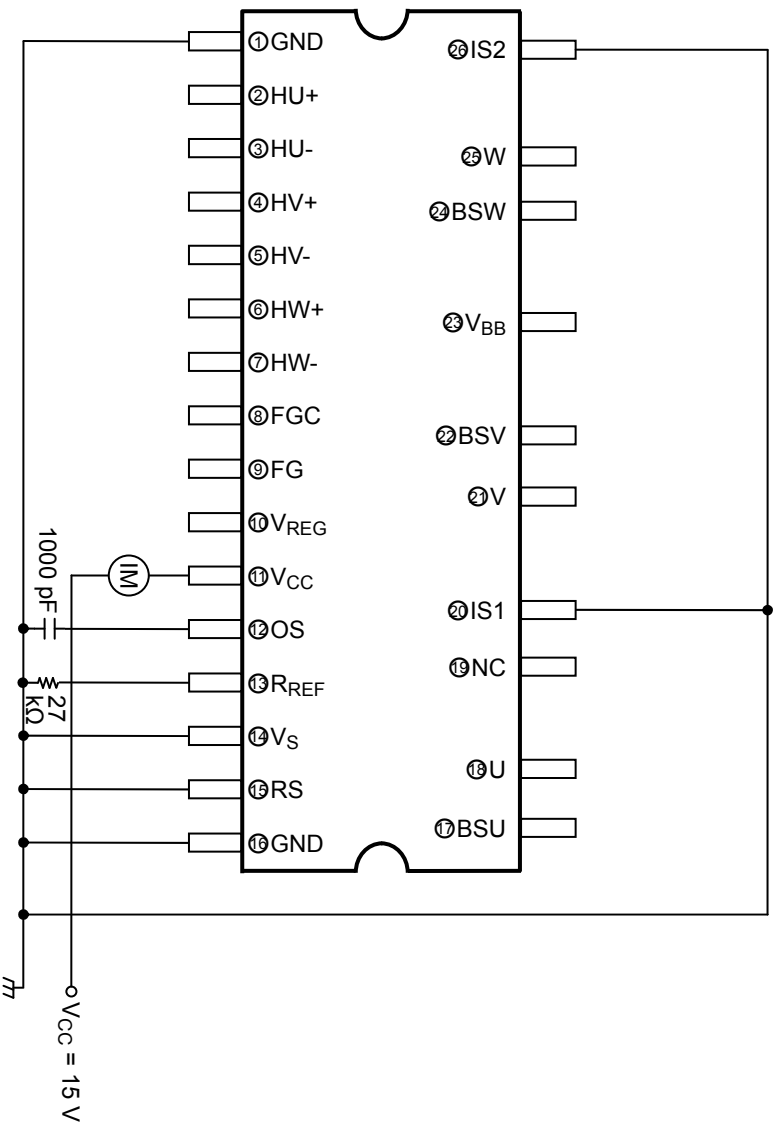 ①GND
②HU+
③HU-
④HV+
⑤HV-
⑥HW+
⑦HW-
⑧FGC
⑨FG
⑩VREG
⑪VCC
⑫OS
⑬RREF
⑭VS
⑮RS
⑯GND
㉖IS2
㉕W
㉔BSW
㉓VBB
㉒BSV
㉑V
⑳IS1
⑲NC
⑱U
⑰BSU
IM
1000 pF
27
kΩ
VCC = 15 V